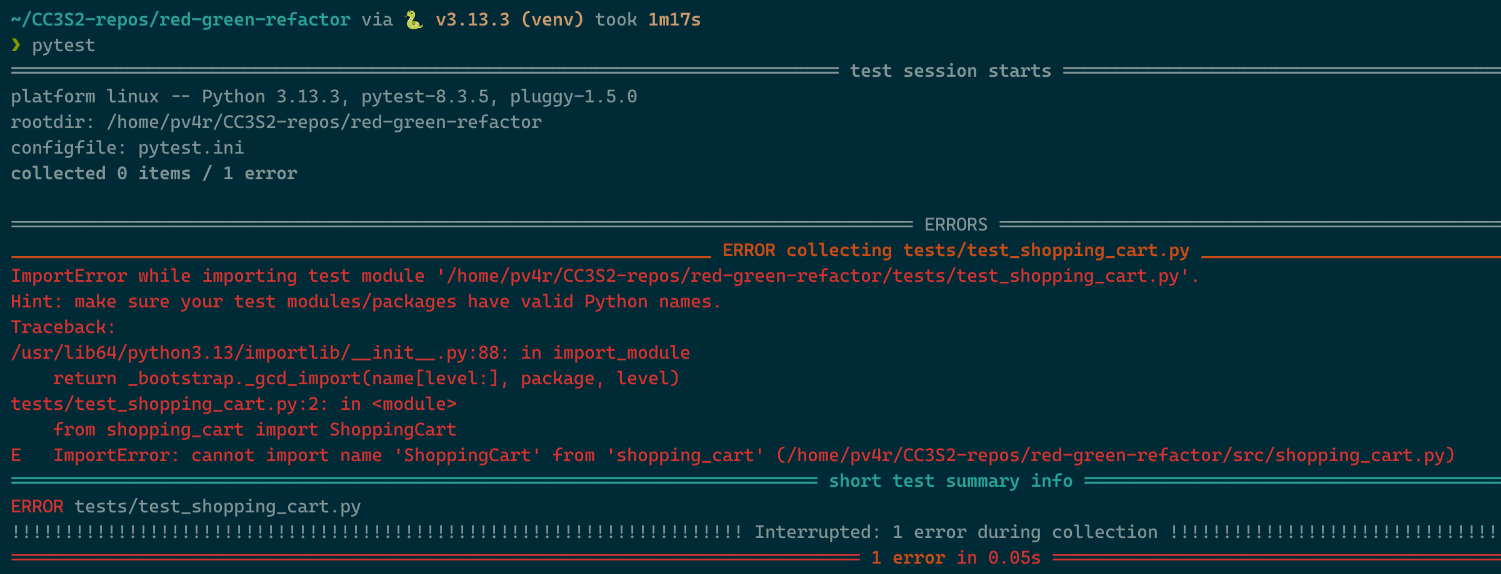 ~/CC3S2-repos/red-green-refactor via 🐍 v3.13.3 (venv) took 1m17s
❯ pytest
test session starts
platform linux -- Python 3.13.3, pytest-8.3.5, pluggy-1.5.0
rootdir: /home/pv4r/CC3S2-repos/red-green-refactor
configfile: pytest.ini
collected 0 items / 1 error
ERRORS
ERROR collecting tests/test_shopping_cart.py
ImportError while importing test module '/home/pv4r/CC3S2-repos/red-green-refactor/tests/test_shopping_cart.py'.
Hint: make sure your test modules/packages have valid Python names.
Traceback:
/usr/lib64/python3.13/importlib/__init__.py:88: in import_module
    return _bootstrap._gcd_import(name[level:], package, level)
tests/test_shopping_cart.py:2: in <module>
    from shopping_cart import ShoppingCart
E   ImportError: cannot import name 'ShoppingCart' from 'shopping_cart' (/home/pv4r/CC3S2-repos/red-green-refactor/src/shopping_cart.py)
short test summary info
ERROR tests/test_shopping_cart.py
!!!!!!!!!!!!!!!!!!!!!!!!!!!!!!!!!!!!!!!!!!!!!!!!!!!!!!!!!!!!!!!!!!!!! Interrupted: 1 error during collection !!!!!!!!!!!!!!!!!!!!!!!!!!!!!!!
1 error in 0.05s